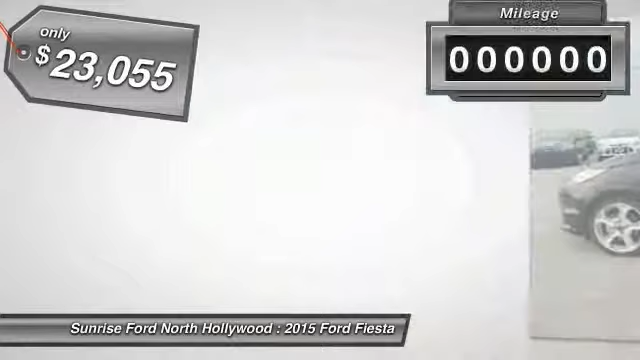 only
$23,055
Mileage
000000
Sunrise Ford North Hollywood : 2015 Ford Fiesta